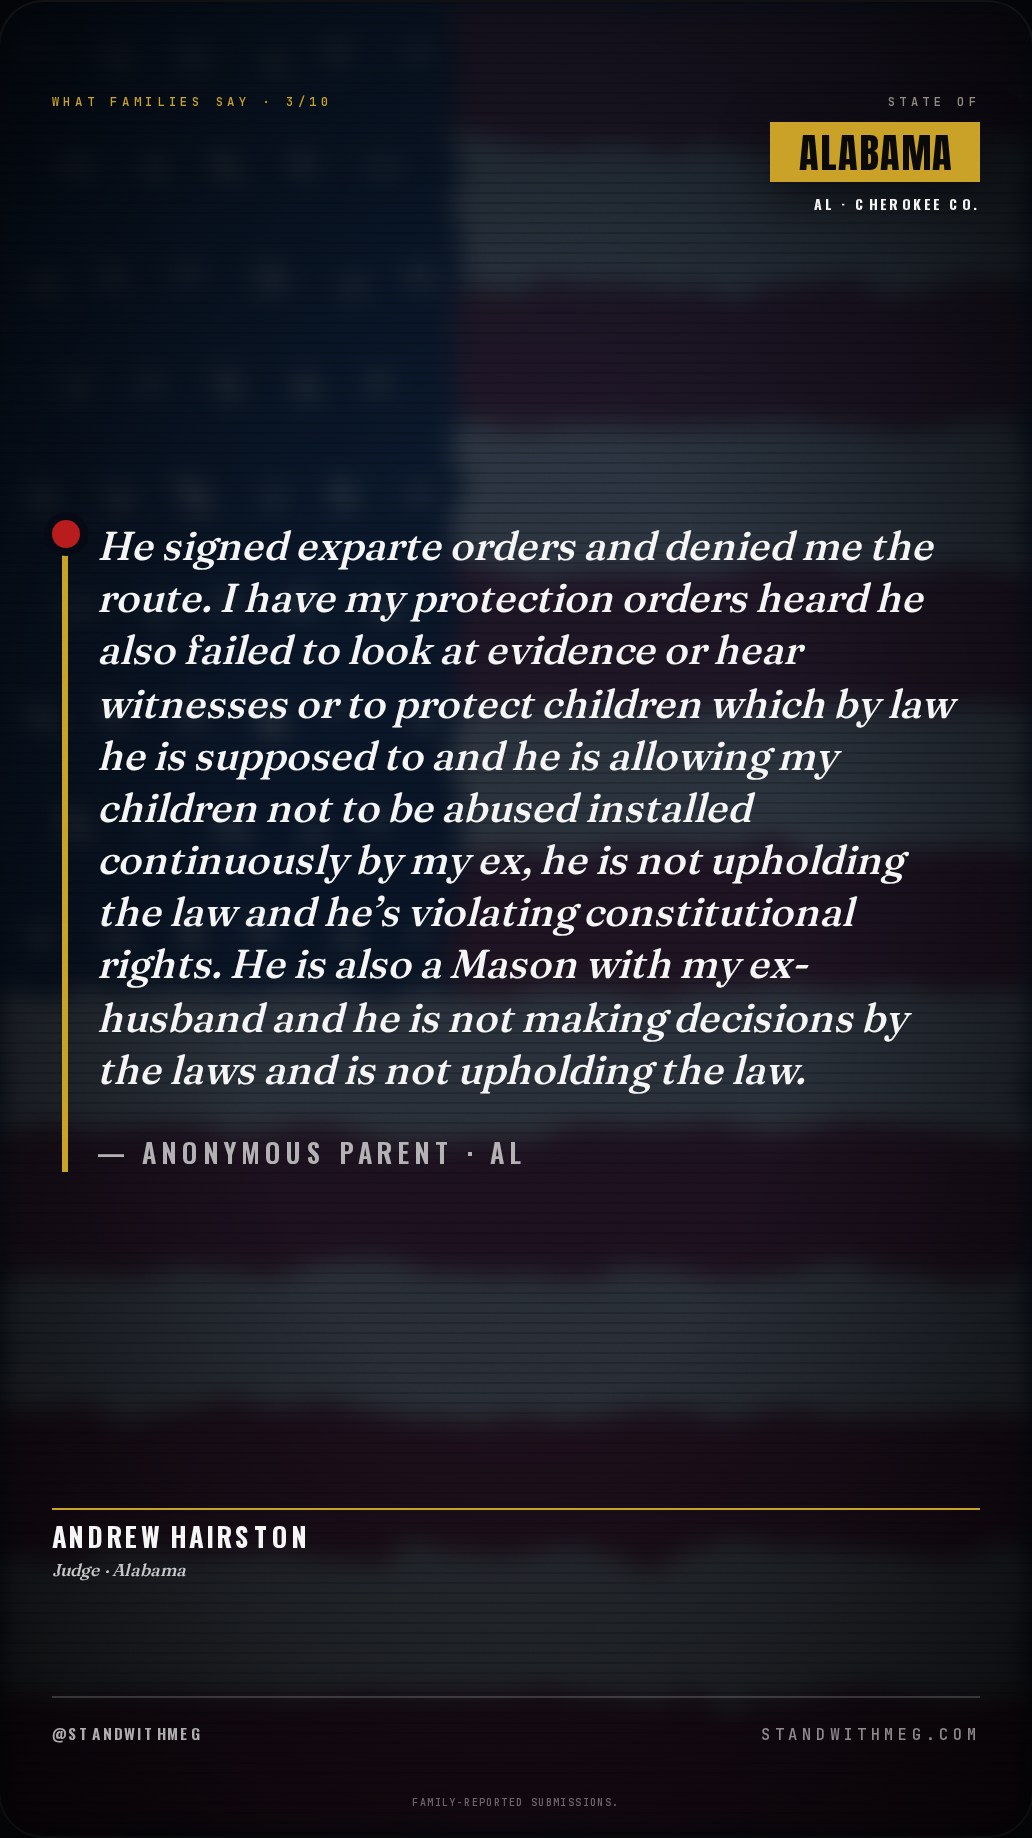 WHAT FAMILIES SAY · 3/10
STATE OF
ALABAMA
AL · CHEROKEE CO.
He signed exparte orders and denied me the
route. I have my protection orders heard he
also failed to look at evidence or hear
witnesses or to protect children which by law
he is supposed to and he is allowing my
children not to be abused installed
continuously by my ex, he is not upholding
the law and he’s violating constitutional
rights. He is also a Mason with my ex-
husband and he is not making decisions by
the laws and is not upholding the law.
— ANONYMOUS PARENT · AL
ANDREW HAIRSTON
Judge · Alabama
@STANDWITHMEG
STANDWITHMEG.COM
FAMILY-REPORTED SUBMISSIONS.